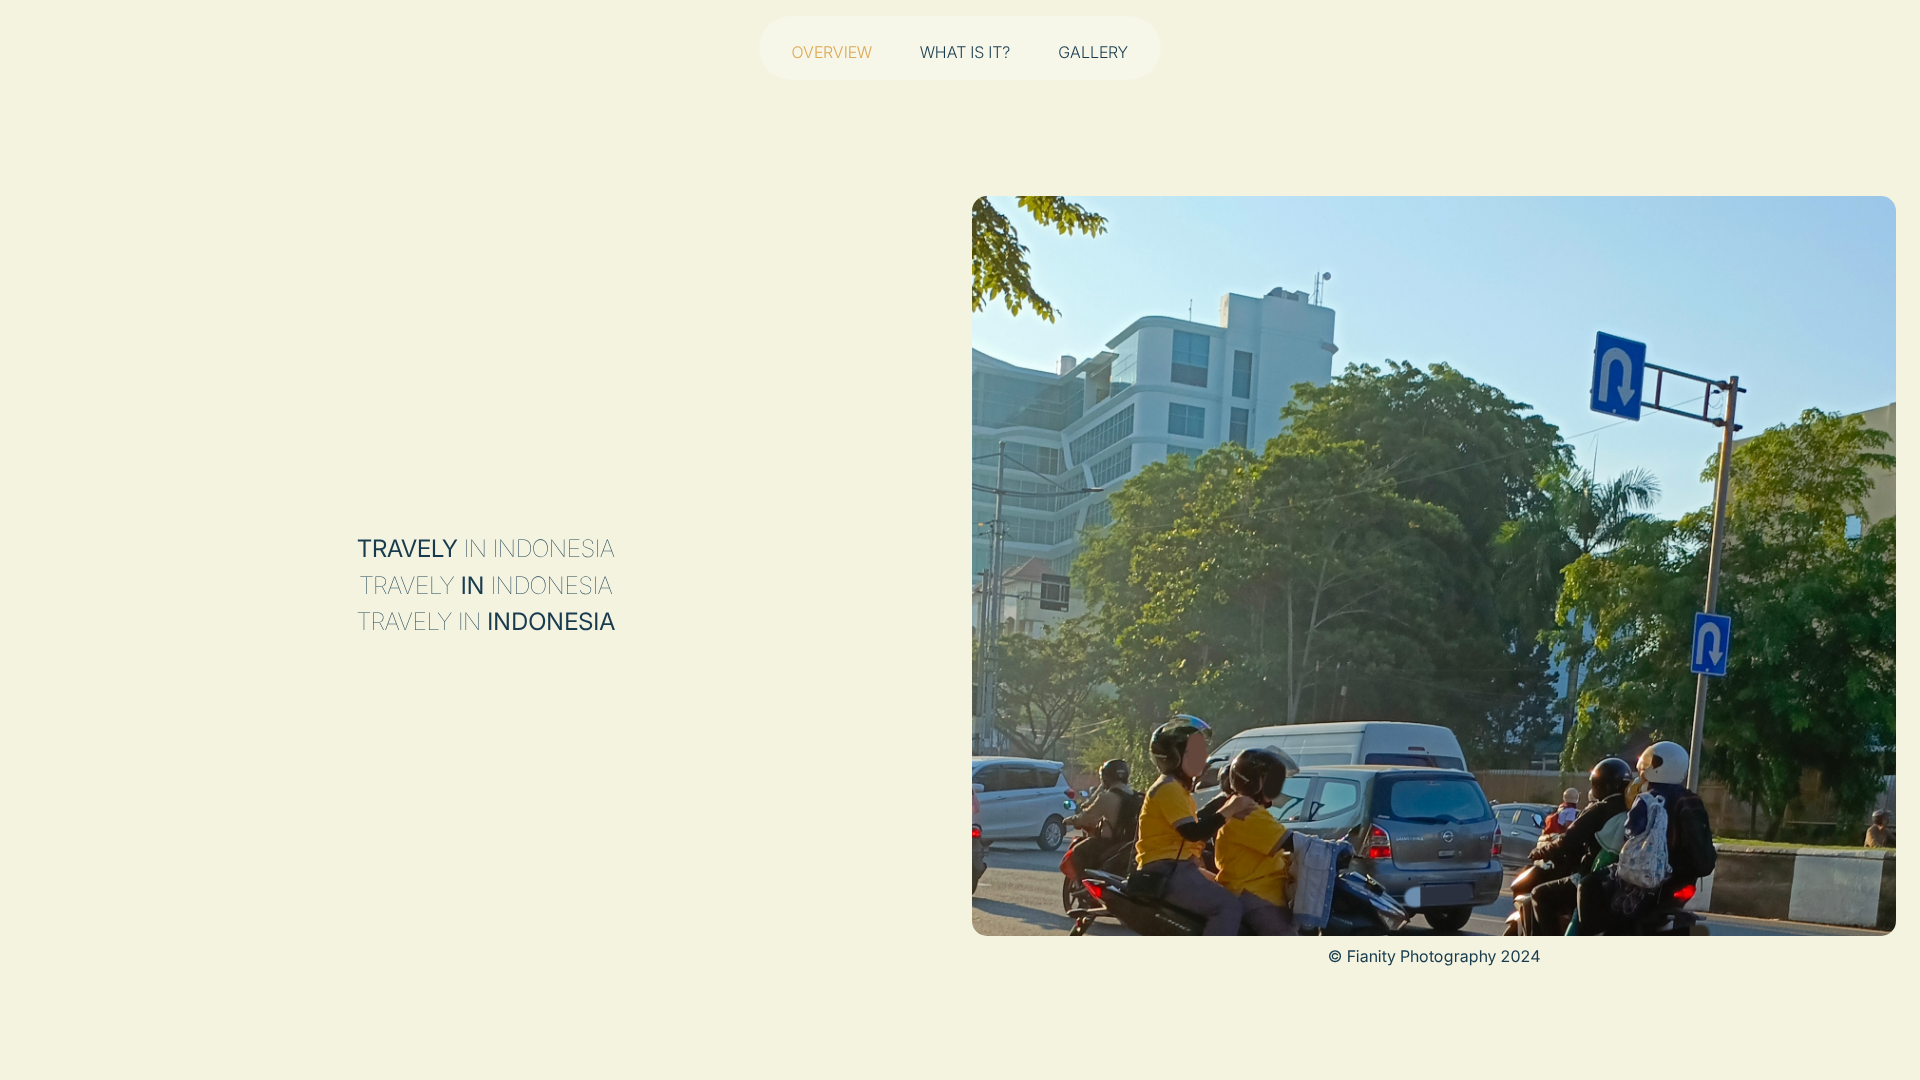 OVERVIEW
WHAT IS IT?
GALLERY
TRAVELY IN INDONESIA
TRAVELY IN INDONESIA
TRAVELY IN INDONESIA
© Fianity Photography 2024